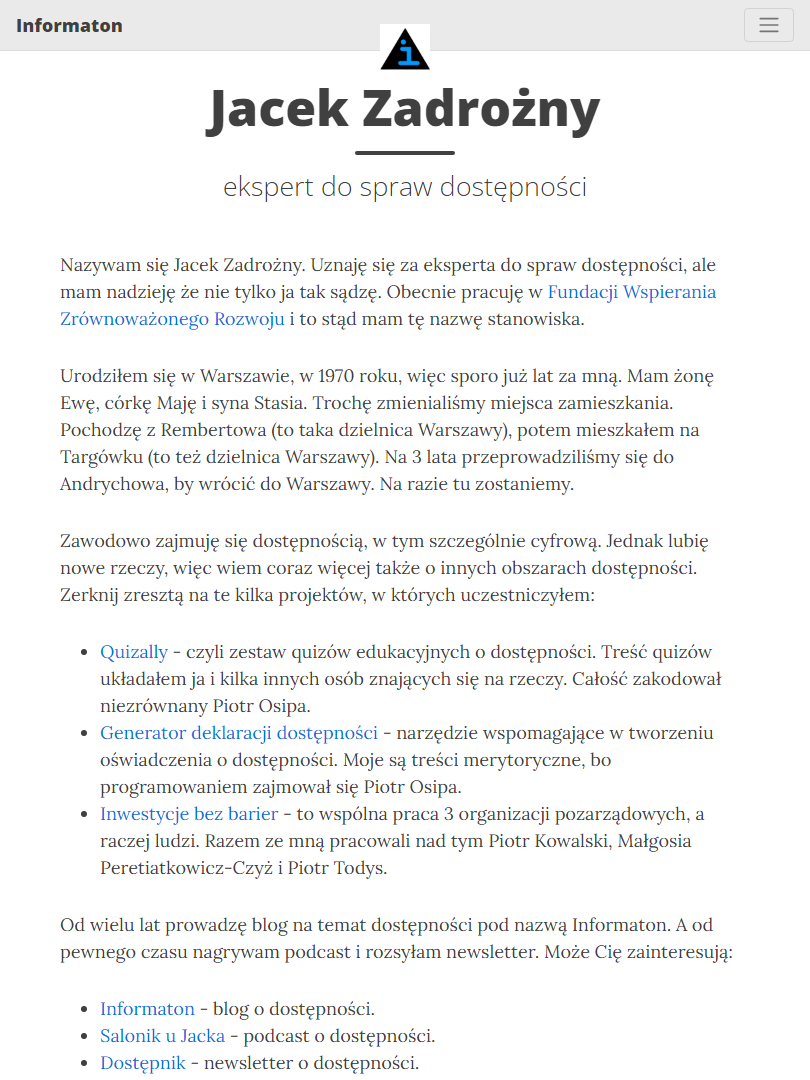 Informaton
i
Jacek Zadrożny
ekspert do spraw dostępności
Nazywam się Jacek Zadrożny. Uznaję się za eksperta do spraw dostępności, ale
mam nadzieję że nie tylko ja tak sądzę. Obecnie pracuję w Fundacji Wspierania
Zrównoważonego Rozwoju i to stąd mam tę nazwę stanowiska.
Urodziłem się w Warszawie, w 1970 roku, więc sporo już lat za mną. Mam żonę
Ewę, córkę Maję i syna Stasia. Trochę zmienialiśmy miejsca zamieszkania.
Pochodzę z Rembertowa (to taka dzielnica Warszawy), potem mieszkałem na
Targówku (to też dzielnica Warszawy). Na 3 lata przeprowadziliśmy się do
Andrychowa, by wrócić do Warszawy. Na razie tu zostaniemy.
Zawodowo zajmuję się dostępnością, w tym szczególnie cyfrową. Jednak lubię
nowe rzeczy, więc wiem coraz więcej także o innych obszarach dostępności.
Zerknij zresztą na te kilka projektów, w których uczestniczyłem:
• Quizally - czyli zestaw quizów edukacyjnych o dostępności. Treść quizów
układałem ja i kilka innych osób znających się na rzeczy. Całość zakodował
niezrównany Piotr Osipa.
• Generator deklaracji dostępności - narzędzie wspomagające w tworzeniu
oświadczenia o dostępności. Moje są treści merytoryczne, bo
programowaniem zajmował się Piotr Osipa.
• Inwestycje bez barier - to wspólna praca 3 organizacji pozarządowych, a
raczej ludzi. Razem ze mną pracowali nad tym Piotr Kowalski, Małgosia
Peretiatkowicz-Czyż i Piotr Todys.
Od wielu lat prowadzę blog na temat dostępności pod nazwą Informaton. A od
pewnego czasu nagrywam podcast i rozsyłam newsletter. Może Cię zainteresują:
• Informaton - blog o dostępności.
• Salonik u Jacka - podcast o dostępności.
• Dostępnik - newsletter o dostępności.